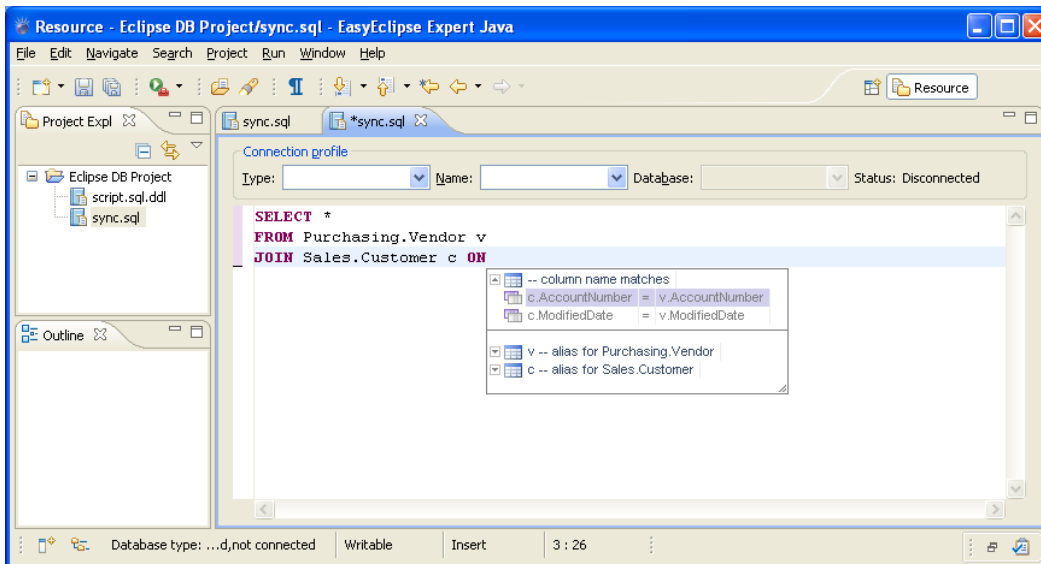 Resource - Eclipse DB Project/sync.sql - EasyEclipse Expert Java
File Edit Navigate Search Project Run Window Help
Resource
Project Expl
sync.sql
*sync.sql
Connection profile
Type: Name: Database: Status: Disconnected
Eclipse DB Project
script.sql.ddl
sync.sql
SELECT *
FROM Purchasing.Vendor v
JOIN Sales.Customer c ON
-- column name matches
c.AccountNumber = v.AccountNumber
c.ModifiedDate = v.ModifiedDate
v -- alias for Purchasing.Vendor
c -- alias for Sales.Customer
Outline
Database type: ...d,not connected Writable Insert 3 : 26